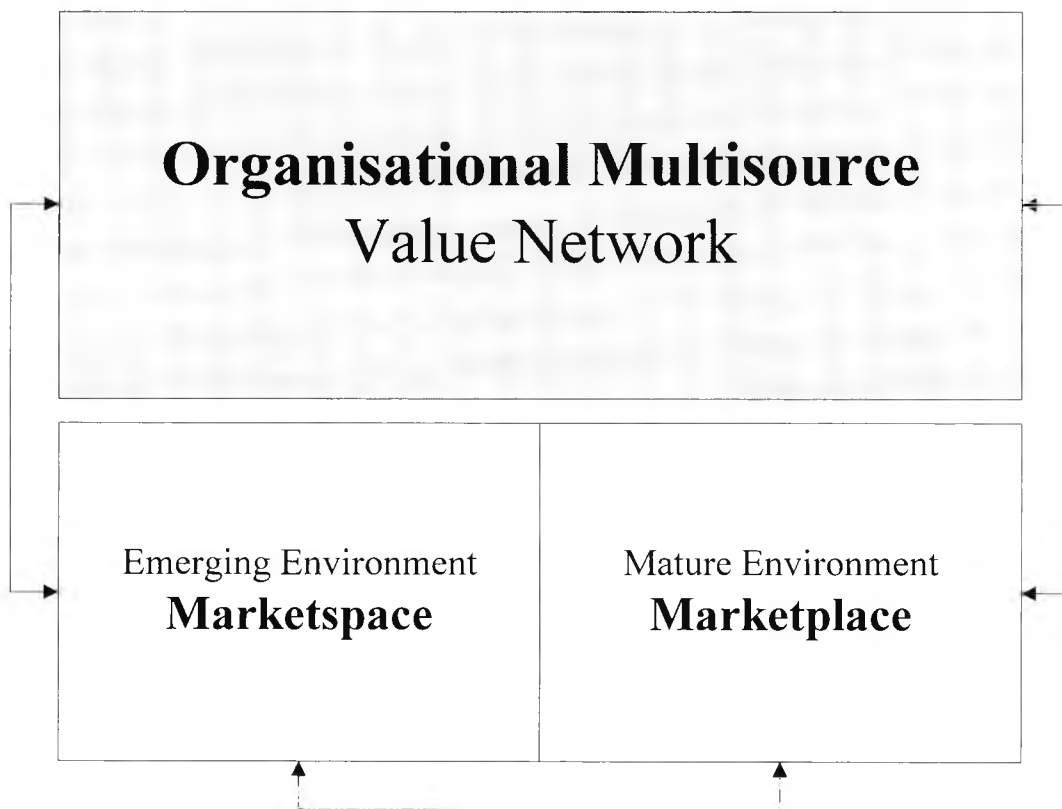 Organisational Multisource
Value Network
Emerging Environment
Marketspace
Mature Environment
Marketplace